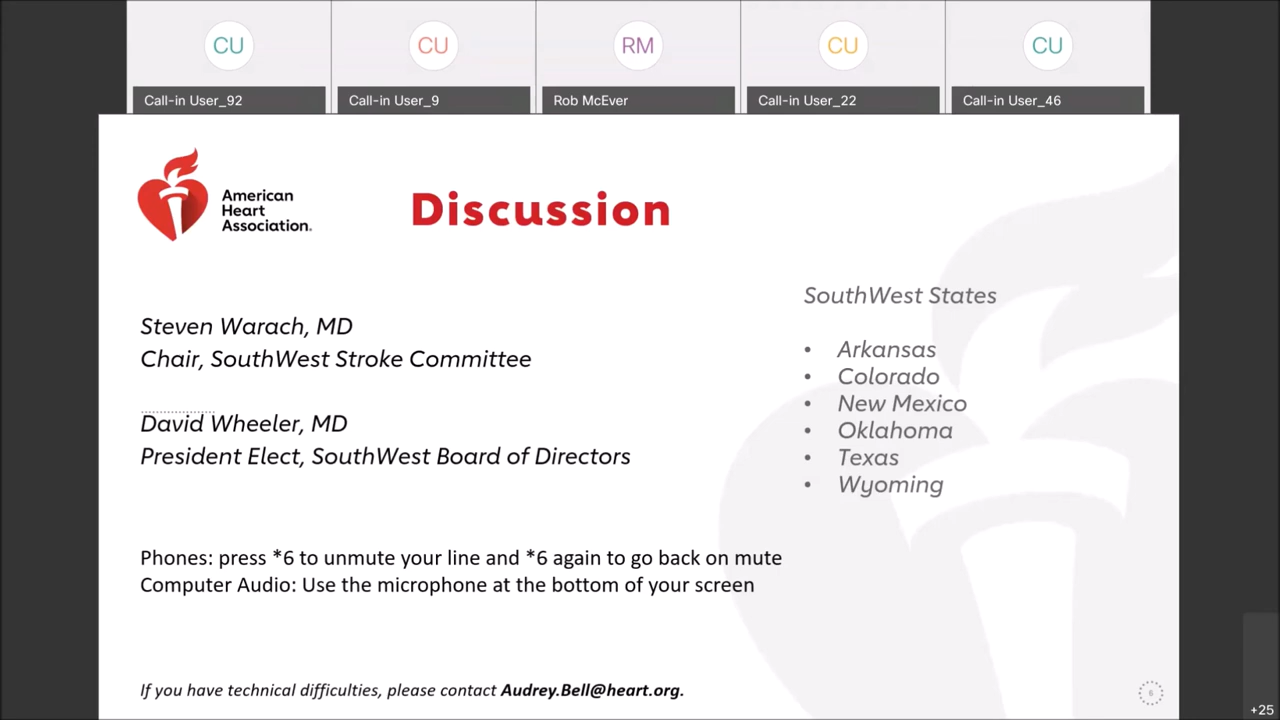 CU CU RM CU CU
Call-in User_92 Call-in User_9 Rob McEver Call-in User_22 Call-in User_46
American
Heart
Association.
Discussion
Steven Warach, MD
Chair, SouthWest Stroke Committee
David Wheeler, MD
President Elect, SouthWest Board of Directors
SouthWest States
• Arkansas
• Colorado
• New Mexico
• Oklahoma
• Texas
• Wyoming
Phones: press *6 to unmute your line and *6 again to go back on mute
Computer Audio: Use the microphone at the bottom of your screen
If you have technical difficulties, please contact Audrey.Bell@heart.org.
6
+25